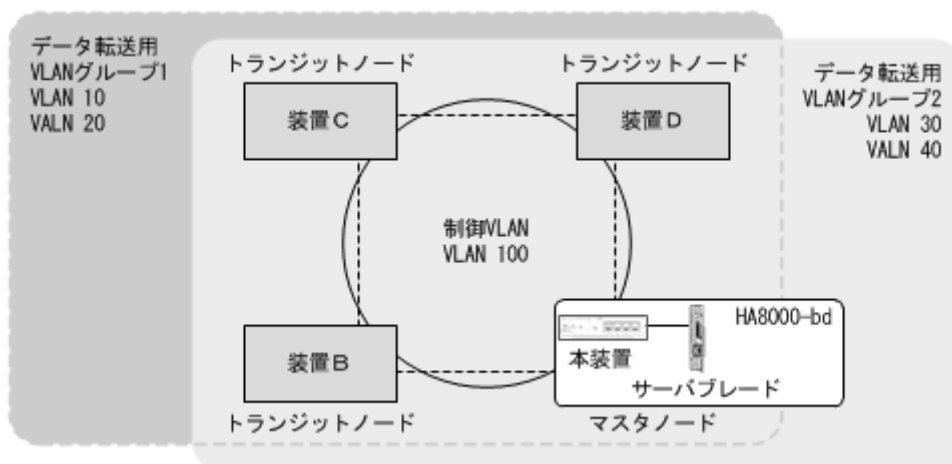 データ転送用
VLANグループ1
VLAN 10
VALN 20
トランジットノード
トランジットノード
データ転送用
VLANグループ2
VLAN 30
VALN 40
装置C
装置D
制御VLAN
VLAN 100
HA8000-bd
装置B
本装置
サーバブレード
トランジットノード
マスタノード